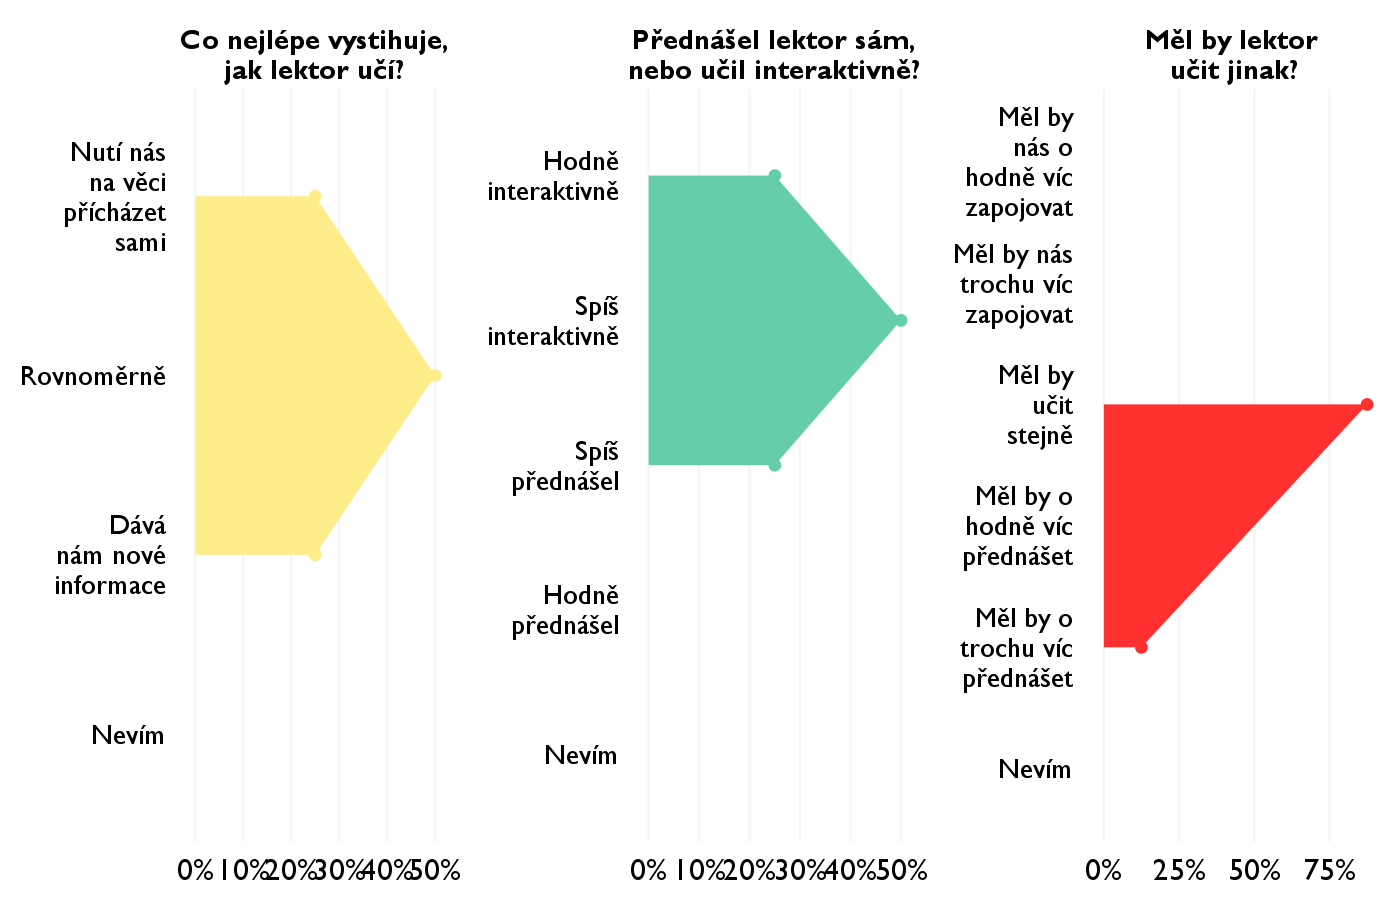 Co nejlépe vystihuje,
jak lektor učí?
Nutí nás
na věci
přícházet
sami
Rovnoměrně
Dává
nám nové
informace
Nevím
0% 10% 20% 30% 40% 50%
Přednášel lektor sám,
nebo učil interaktivně?
Hodně
interaktivně
Spíš
interaktivně
Spíš
přednášel
Hodně
přednášel
Nevím
0% 10% 20% 30% 40% 50%
Měl by lektor
učit jinak?
Měl by
nás o
hodně víc
zapojovat
Měl by nás
trochu víc
zapojovat
Měl by
učit
stejně
Měl by o
hodně víc
přednášet
Měl by o
trochu víc
přednášet
Nevím
0% 25% 50% 75%